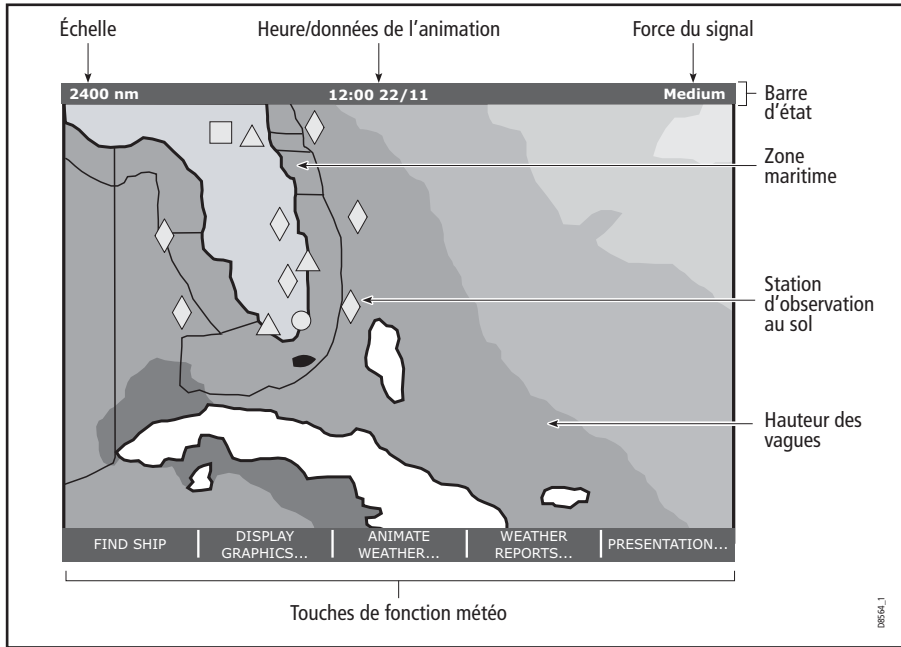 Échelle
Heure/données de l'animation
Force du signal
2400 nm
12:00 22/11
Medium
Barre
d'état
Zone
maritime
Station
d'observation
au sol
Hauteur des
vagues
FIND SHIP
DISPLAY
GRAPHICS...
ANIMATE
WEATHER...
WEATHER
REPORTS...
PRESENTATION...
Touches de fonction météo
D8564_1